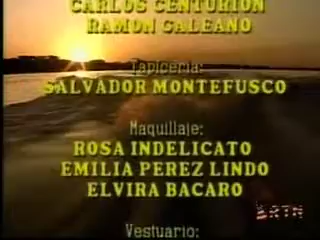 CARLOS CENTURION
RAMON GALEANO
Tapicería:
SALVADOR MONTEFUSCO
Maquillaje:
ROSA INDELICATO
EMILIA PEREZ LINDO
ELVIRA BACARO
Vestuario: